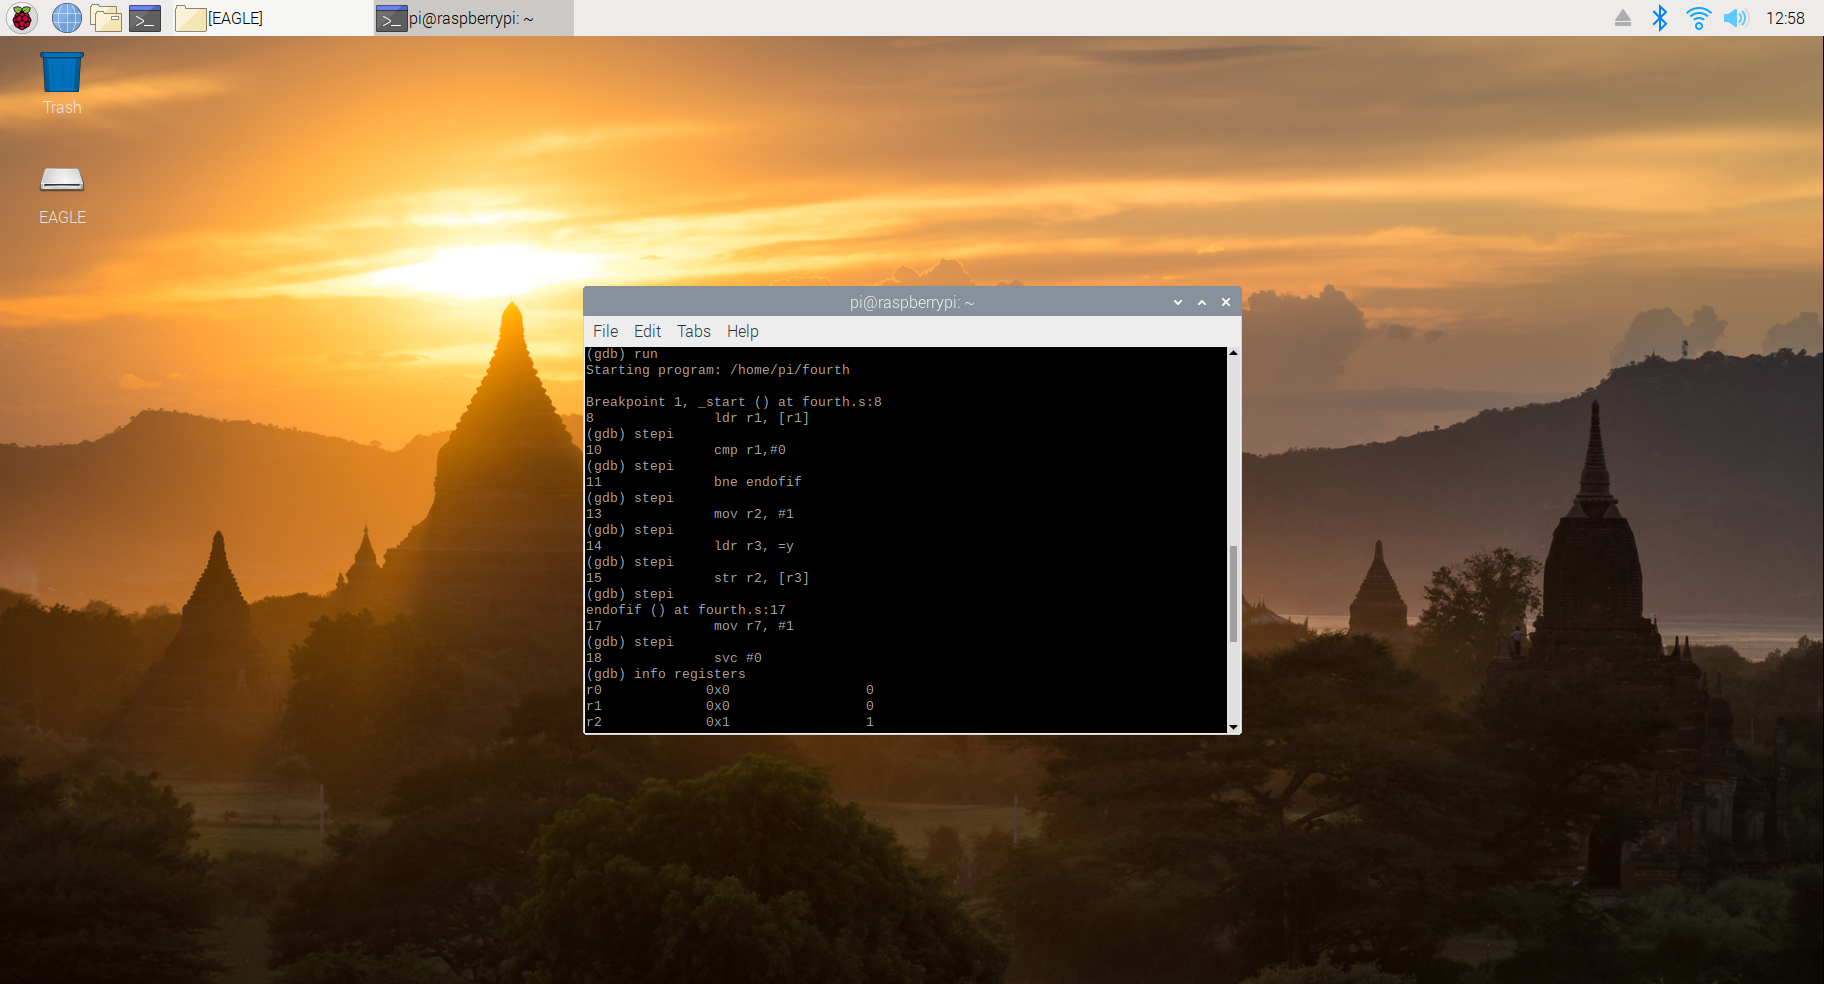 [EAGLE]
pi@raspberrypi: ~
12:58
Trash
EAGLE
pi@raspberrypi: ~
File Edit Tabs Help
(gdb) run
Starting program: /home/pi/fourth
Breakpoint 1, _start () at fourth.s:8
8 ldr r1, [r1]
(gdb) stepi
10 cmp r1,#0
(gdb) stepi
11 bne endofif
(gdb) stepi
13 mov r2, #1
(gdb) stepi
14 ldr r3, =y
(gdb) stepi
15 str r2, [r3]
(gdb) stepi
endofif () at fourth.s:17
17 mov r7, #1
(gdb) stepi
18 svc #0
(gdb) info registers
r0 0x0 0
r1 0x0 0
r2 0x1 1